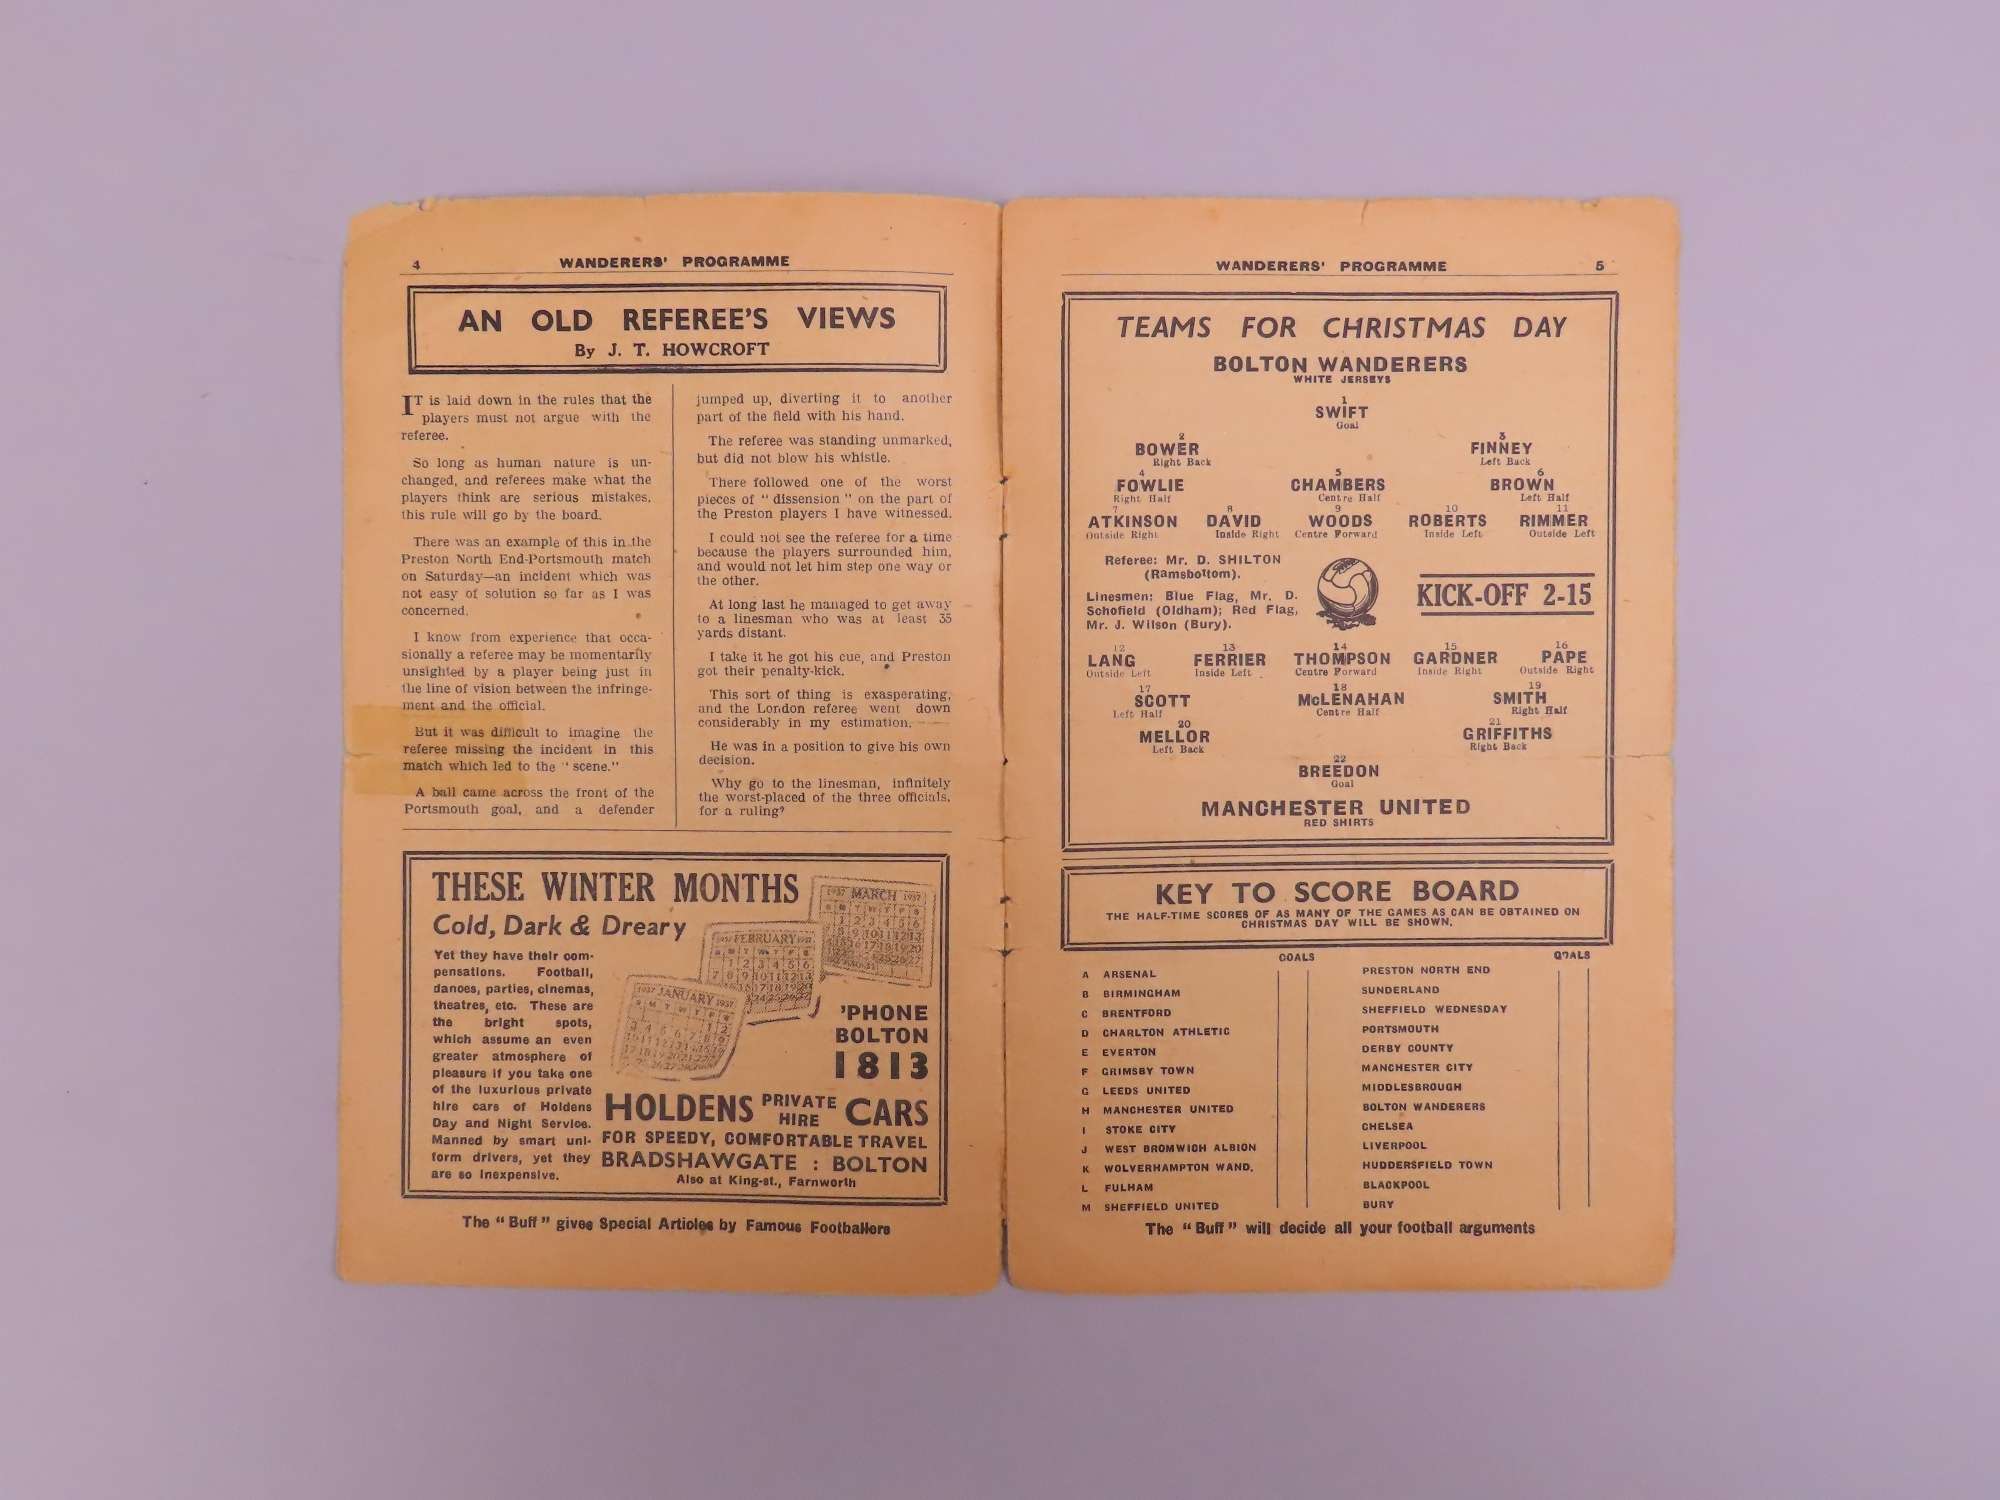 4 WANDERERS' PROGRAMME
AN OLD REFEREE'S VIEWS
By J. T. HOWCROFT
IT is laid down in the rules that the
players must not argue with the
referee.
So long as human nature is un-
changed, and referees make what the
players think are serious mistakes,
this rule will go by the board.
There was an example of this in the
Preston North End-Portsmouth match
on Saturday—an incident which was
not easy of solution so far as I was
concerned.
I know from experience that occa-
sionally a referee may be momentarily
unsighted by a player being just in
the line of vision between the infringe-
ment and the official.
But it was difficult to imagine the
referee missing the incident in this
match which led to the "scene."
A ball came across the front of the
Portsmouth goal, and a defender
jumped up, diverting it to another
part of the field with his hand.
The referee was standing unmarked,
but did not blow his whistle.
There followed one of the worst
pieces of "dissension" on the part of
the Preston players I have witnessed.
I could not see the referee for a time
because the players surrounded him,
and would not let him step one way or
the other.
At long last he managed to get away
to a linesman who was at least 35
yards distant.
I take it he got his cue, and Preston
got their penalty-kick.
This sort of thing is exasperating,
and the London referee went down
considerably in my estimation.
He was in a position to give his own
decision.
Why go to the linesman, infinitely
the worst-placed of the three officials,
for a ruling?
THESE WINTER MONTHS
Cold, Dark & Dreary
Yet they have their com-
pensations. Football,
dances, parties, cinemas,
theatres, etc. These are
the bright spots,
which assume an even
greater atmosphere of
pleasure if you take one
of the luxurious private
hire cars of Holdens
Day and Night Service.
Manned by smart uni-
form drivers, yet they
are so inexpensive.
1937 JANUARY 1937
FEBRUARY
1937 MARCH 1937
'PHONE
BOLTON
1813
HOLDENS PRIVATE HIRE CARS
FOR SPEEDY, COMFORTABLE TRAVEL
BRADSHAWGATE : BOLTON
Also at King-st., Farnworth
The "Buff" gives Special Articles by Famous Footballers
WANDERERS' PROGRAMME 5
TEAMS FOR CHRISTMAS DAY
BOLTON WANDERERS
WHITE JERSEYS
1
SWIFT
Goal
2 3
BOWER FINNEY
Right Back Left Back
4 5 6
FOWLIE CHAMBERS BROWN
Right Half Centre Half Left Half
7 8 9 10 11
ATKINSON DAVID WOODS ROBERTS RIMMER
Outside Right Inside Right Centre Forward Inside Left Outside Left
Referee: Mr. D. SHILTON
(Ramsbottom).
Linesmen: Blue Flag, Mr. D.
Schofield (Oldham); Red Flag,
Mr. J. Wilson (Bury).
KICK-OFF 2-15
12 13 14 15 16
LANG FERRIER THOMPSON GARDNER PAPE
Outside Left Inside Left Centre Forward Inside Right Outside Right
17 18 19
SCOTT McLENAHAN SMITH
Left Half Centre Half Right Half
20 21
MELLOR GRIFFITHS
Left Back Right Back
22
BREEDON
Goal
MANCHESTER UNITED
RED SHIRTS
KEY TO SCORE BOARD
THE HALF-TIME SCORES OF AS MANY OF THE GAMES AS CAN BE OBTAINED ON
CHRISTMAS DAY WILL BE SHOWN.
GOALS GOALS
A ARSENAL PRESTON NORTH END
B BIRMINGHAM SUNDERLAND
C BRENTFORD SHEFFIELD WEDNESDAY
D CHARLTON ATHLETIC PORTSMOUTH
E EVERTON DERBY COUNTY
F GRIMSBY TOWN MANCHESTER CITY
G LEEDS UNITED MIDDLESBROUGH
H MANCHESTER UNITED BOLTON WANDERERS
I STOKE CITY CHELSEA
J WEST BROMWICH ALBION LIVERPOOL
K WOLVERHAMPTON WAND. HUDDERSFIELD TOWN
L FULHAM BLACKPOOL
M SHEFFIELD UNITED BURY
The "Buff" will decide all your football arguments